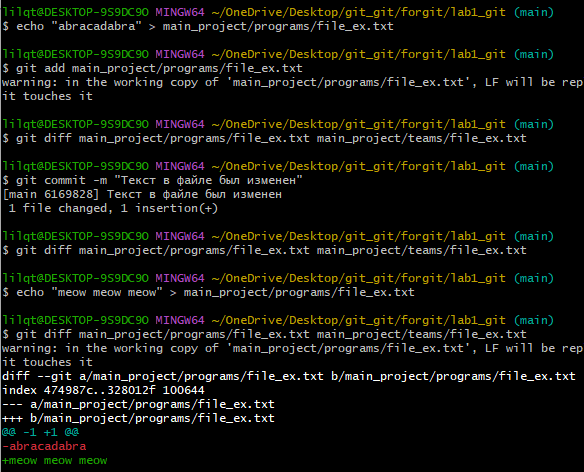 lilqt@DESKTOP-9S9DC9O MINGW64 ~/OneDrive/Desktop/git_git/forgit/lab1_git (main)
$ echo "abracadabra" > main_project/programs/file_ex.txt
lilqt@DESKTOP-9S9DC9O MINGW64 ~/OneDrive/Desktop/git_git/forgit/lab1_git (main)
$ git add main_project/programs/file_ex.txt
warning: in the working copy of 'main_project/programs/file_ex.txt', LF will be rep
it touches it
lilqt@DESKTOP-9S9DC9O MINGW64 ~/OneDrive/Desktop/git_git/forgit/lab1_git (main)
$ git diff main_project/programs/file_ex.txt main_project/teams/file_ex.txt
lilqt@DESKTOP-9S9DC9O MINGW64 ~/OneDrive/Desktop/git_git/forgit/lab1_git (main)
$ git commit -m "Текст в файле был изменен"
[main 6169828] Текст в файле был изменен
 1 file changed, 1 insertion(+)
lilqt@DESKTOP-9S9DC9O MINGW64 ~/OneDrive/Desktop/git_git/forgit/lab1_git (main)
$ git diff main_project/programs/file_ex.txt main_project/teams/file_ex.txt
lilqt@DESKTOP-9S9DC9O MINGW64 ~/OneDrive/Desktop/git_git/forgit/lab1_git (main)
$ echo "meow meow meow" > main_project/programs/file_ex.txt
lilqt@DESKTOP-9S9DC9O MINGW64 ~/OneDrive/Desktop/git_git/forgit/lab1_git (main)
$ git diff main_project/programs/file_ex.txt main_project/teams/file_ex.txt
warning: in the working copy of 'main_project/programs/file_ex.txt', LF will be rep
it touches it
diff --git a/main_project/programs/file_ex.txt b/main_project/programs/file_ex.txt
index 474987c..328012f 100644
--- a/main_project/programs/file_ex.txt
+++ b/main_project/programs/file_ex.txt
@@ -1 +1 @@
-abracadabra
+meow meow meow